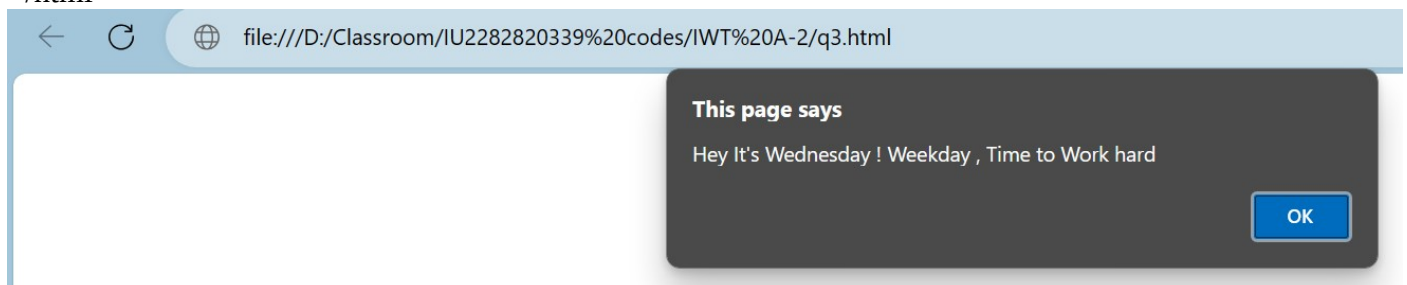 file:///D:/Classroom/IU2282820339%20codes/IWT%20A-2/q3.html
This page says
Hey It's Wednesday ! Weekday , Time to Work hard
OK